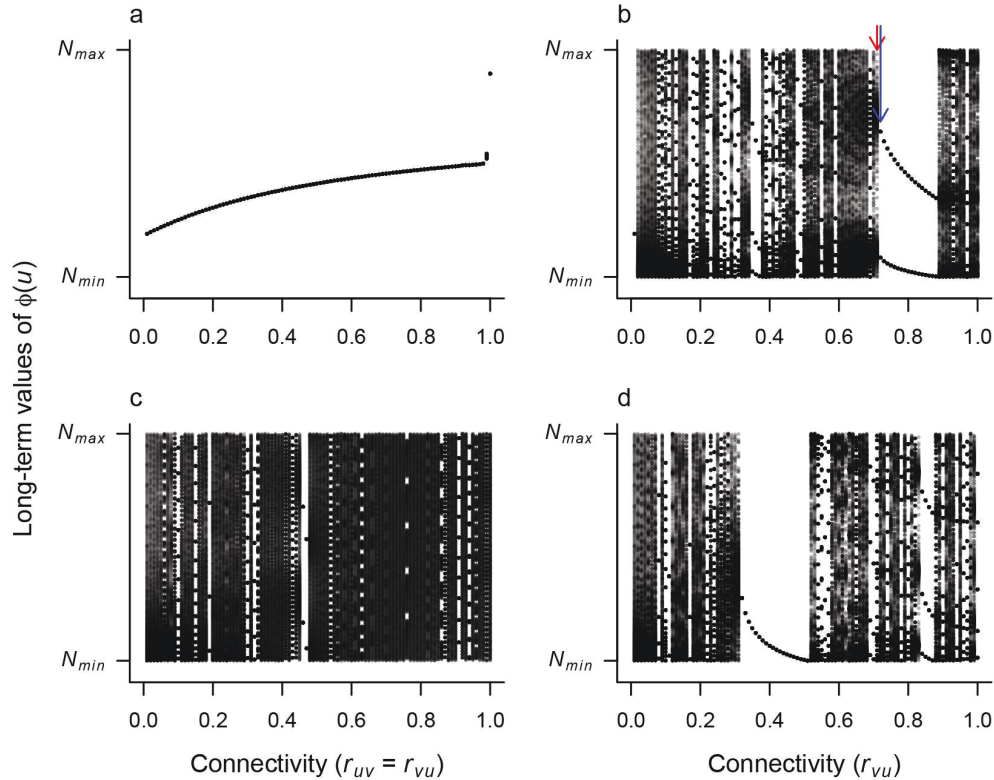 a
b
N_max
N_min
N_max
N_min
0.0 0.2 0.4 0.6 0.8 1.0
0.0 0.2 0.4 0.6 0.8 1.0
Long-term values of ϕ(u)
c
d
N_max
N_min
N_max
N_min
0.0 0.2 0.4 0.6 0.8 1.0
0.0 0.2 0.4 0.6 0.8 1.0
Connectivity (r_uv = r_vu)
Connectivity (r_vu)